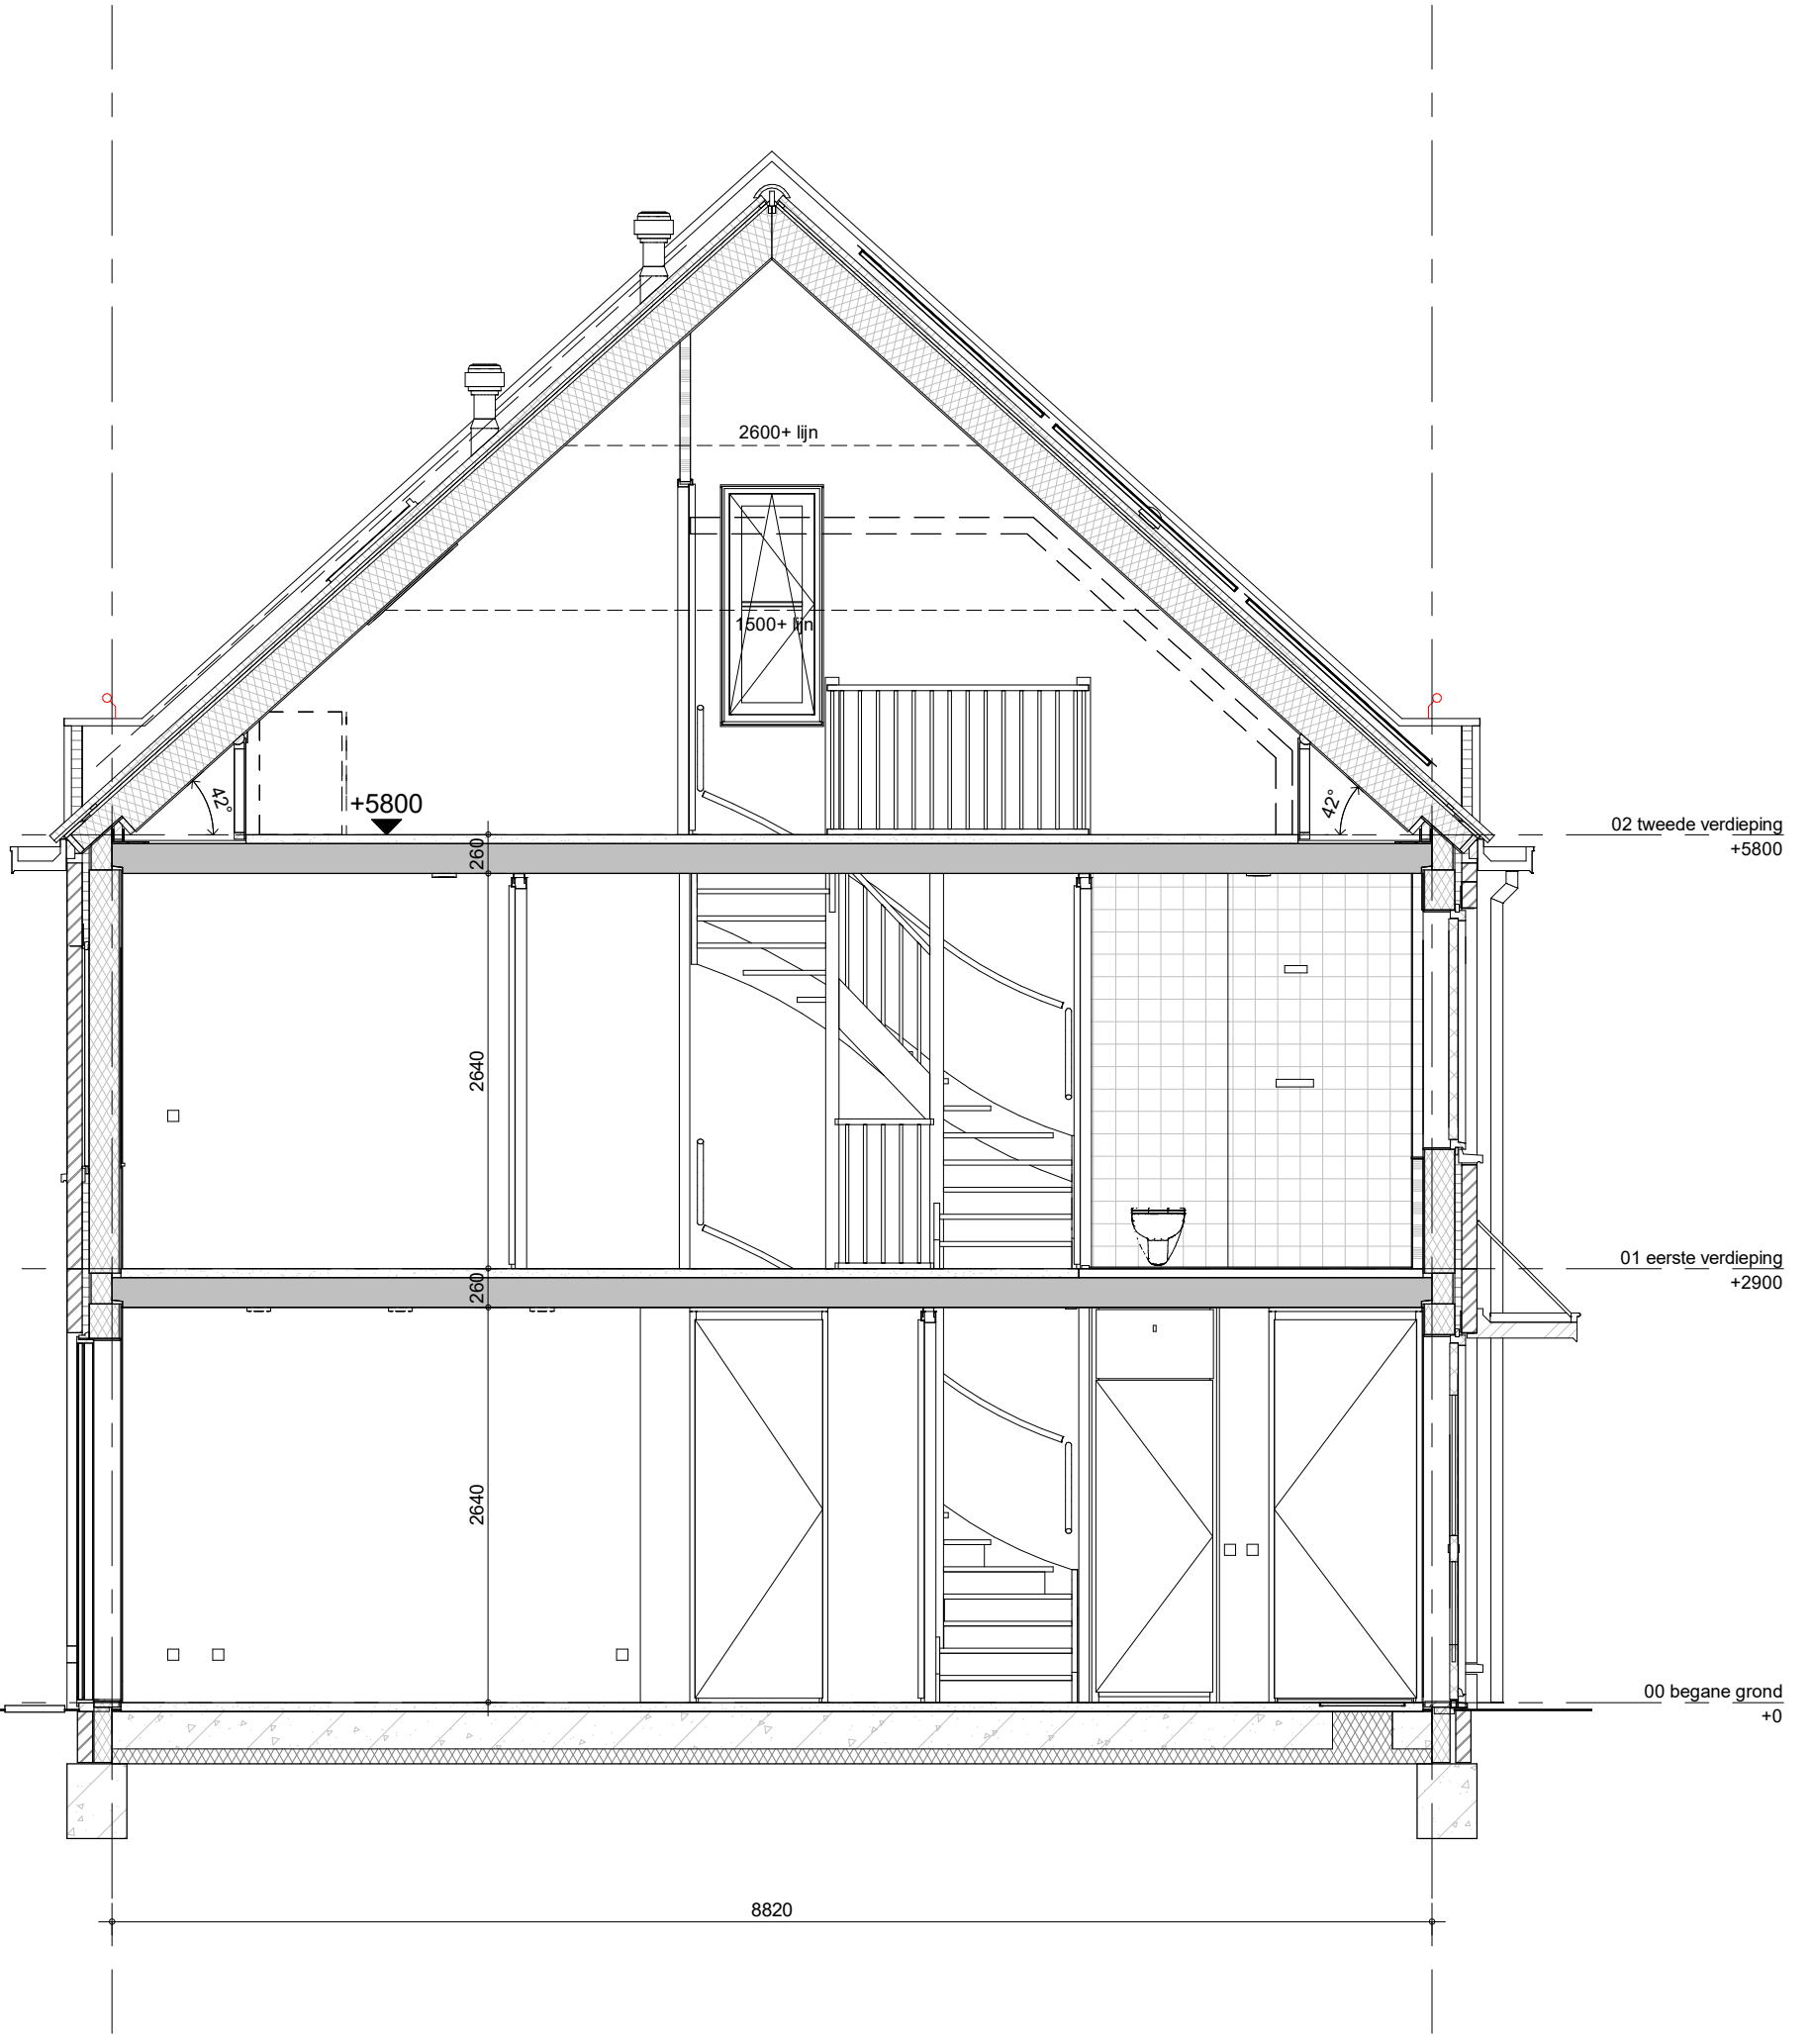 2600+ lijn
1500+ lijn
42°
+5800
42°
02 tweede verdieping
+5800
260
2640
01 eerste verdieping
+2900
260
2640
00 begane grond
+0
8820